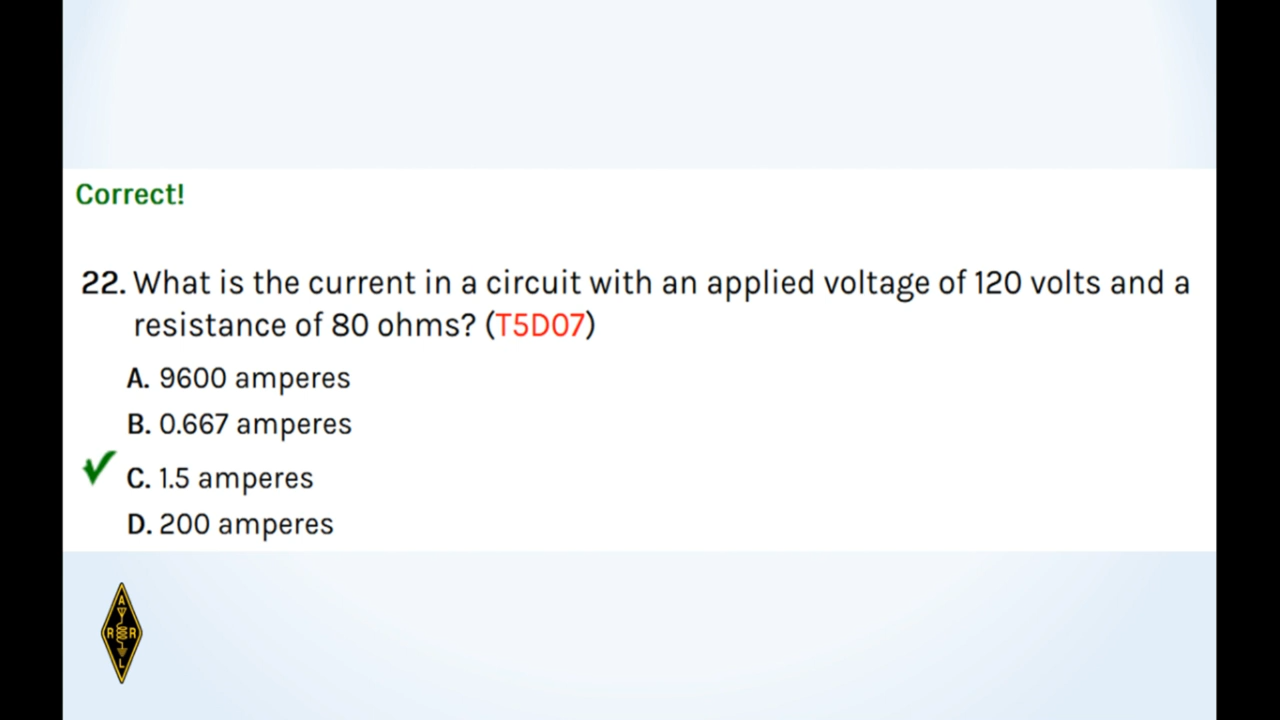 Correct!
22. What is the current in a circuit with an applied voltage of 120 volts and a
resistance of 80 ohms? (T5D07)
A. 9600 amperes
B. 0.667 amperes
C. 1.5 amperes
D. 200 amperes
A
R R
L